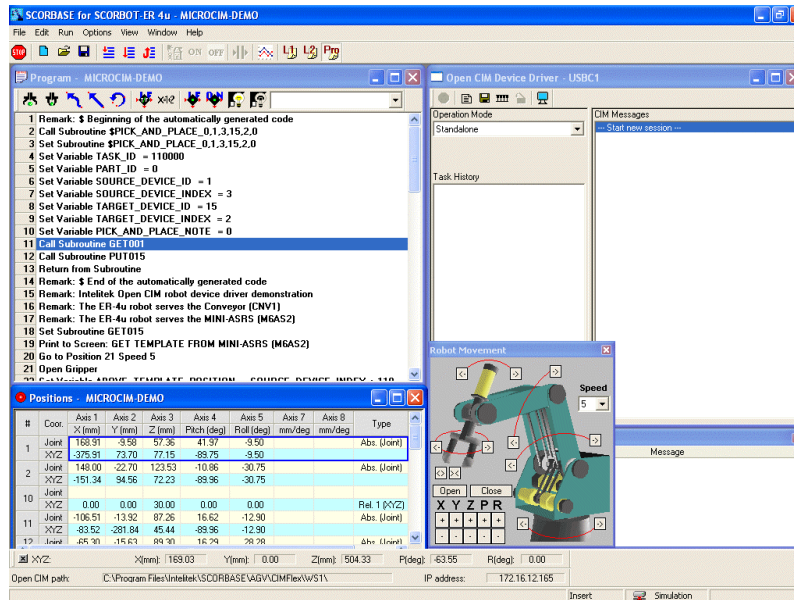 SCORBASE for SCORBOT-ER 4u - MICROCIM-DEMO
File Edit Run Options View Window Help
STOP ON OFF Prg
Program - MICROCIM-DEMO
1 Remark: $ Beginning of the automatically generated code
2 Call Subroutine $PICK_AND_PLACE_0,1,3,15,2,0
3 Set Subroutine $PICK_AND_PLACE_0,1,3,15,2,0
4 Set Variable TASK_ID = 110000
5 Set Variable PART_ID = 0
6 Set Variable SOURCE_DEVICE_ID = 1
7 Set Variable SOURCE_DEVICE_INDEX = 3
8 Set Variable TARGET_DEVICE_ID = 15
9 Set Variable TARGET_DEVICE_INDEX = 2
10 Set Variable PICK_AND_PLACE_NOTE = 0
11 Call Subroutine GET001
12 Call Subroutine PUT015
13 Return from Subroutine
14 Remark: $ End of the automatically generated code
15 Remark: Intelitek Open CIM robot device driver demonstration
16 Remark: The ER-4u robot serves the Conveyor (CNV1)
17 Remark: The ER-4u robot serves the MINI-ASRS (M6AS2)
18 Set Subroutine GET015
19 Print to Screen: GET TEMPLATE FROM MINI-ASRS (M6AS2)
20 Go to Position 21 Speed 5
21 Open Gripper
Open CIM Device Driver - USBC1
Operation Mode
Standalone
Task History
CIM Messages
--- Start new session ---
Robot Movement
Speed
5
Open Close
X Y Z P R
+ + + + +
- - - - -
Message
Positions - MICROCIM-DEMO
# Coor. Axis 1 Axis 2 Axis 3 Axis 4 Axis 5 Axis 7 Axis 8 Type
X (mm) Y (mm) Z (mm) Pitch (deg) Roll (deg) mm/deg mm/deg
1 Joint 168.91 -9.58 57.36 41.97 -9.50 Abs. (Joint)
XYZ -375.91 73.70 77.15 -89.75 -9.50
2 Joint 148.00 -22.70 123.53 -10.86 -30.75 Abs. (Joint)
XYZ -151.34 94.56 72.23 -89.96 -30.75
10 Joint
XYZ 0.00 0.00 30.00 0.00 0.00 Rel. 1 (XYZ)
11 Joint -106.51 -13.92 87.26 16.62 -12.90 Abs. (Joint)
XYZ -83.52 -281.84 45.44 -89.96 -12.90
12 Joint -65.30 -15.63 89.30 16.29 28.28 Abs. (Joint)
XYZ: X(mm): 169.03 Y(mm): 0.00 Z(mm): 504.33 P(deg): -63.55 R(deg): 0.00
Open CIM path: C:\Program Files\Intelitek\SCORBASE\AGV\CIMFlex\WS1\ IP address: 172.16.12.165
Insert Simulation